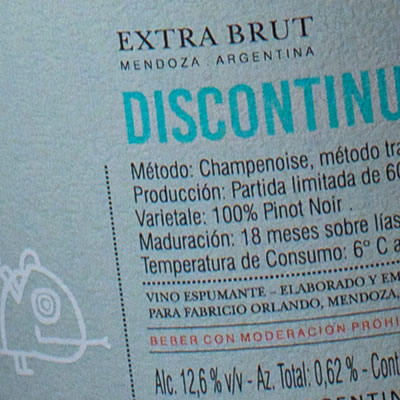 EXTRA BRUT
MENDOZA . ARGENTINA
DISCONTINU
Método: Champenoise, método tra
Producción: Partida limitada de 60
Varietale: 100% Pinot Noir .
Maduración: 18 meses sobre lías
Temperatura de Consumo: 6° C a
VINO ESPUMANTE – ELABORADO Y EM
PARA FABRICIO ORLANDO, MENDOZA,
BEBER CON MODERACIÓN PROHI
Alc. 12,6 % v/v - Az. Total: 0,62 % - Cont